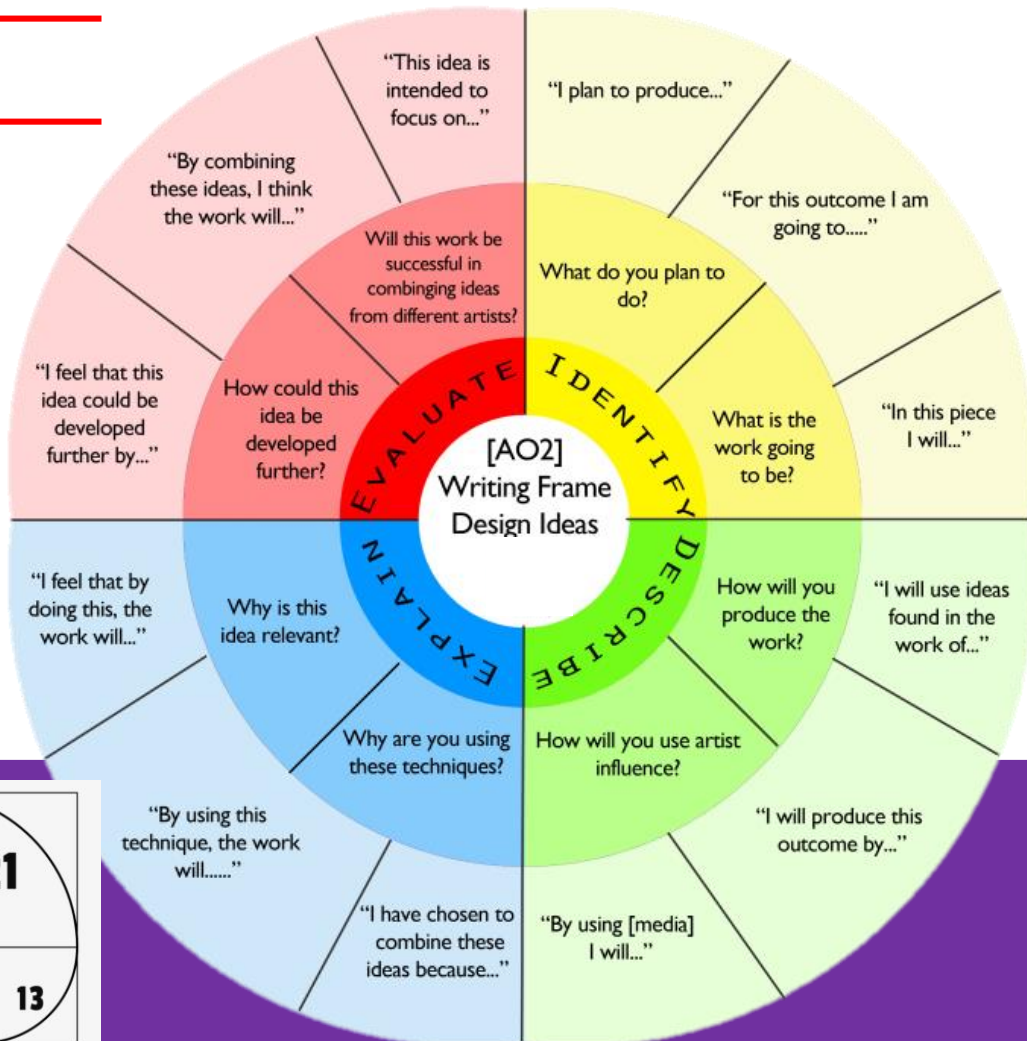 [AO2]
Writing Frame
Design Ideas
IDENTIFY
What do you plan to
do?
What is the
work going
to be?
“I plan to produce...”
“For this outcome I am
going to.....”
“In this piece
I will...”
DESCRIBE
How will you
produce the
work?
How will you use artist
influence?
“I will use ideas
found in the
work of...”
“I will produce this
outcome by...”
“By using [media]
I will...”
EXPLAIN
Why are you using
these techniques?
Why is this
idea relevant?
“I have chosen to
combine these
ideas because...”
“By using this
technique, the work
will......”
“I feel that by
doing this, the
work will...”
EVALUATE
How could this
idea be
developed
further?
Will this work be
successful in
combinging ideas
from different artists?
“I feel that this
idea could be
developed
further by...”
“By combining
these ideas, I think
the work will...”
“This idea is
intended to
focus on...”
13